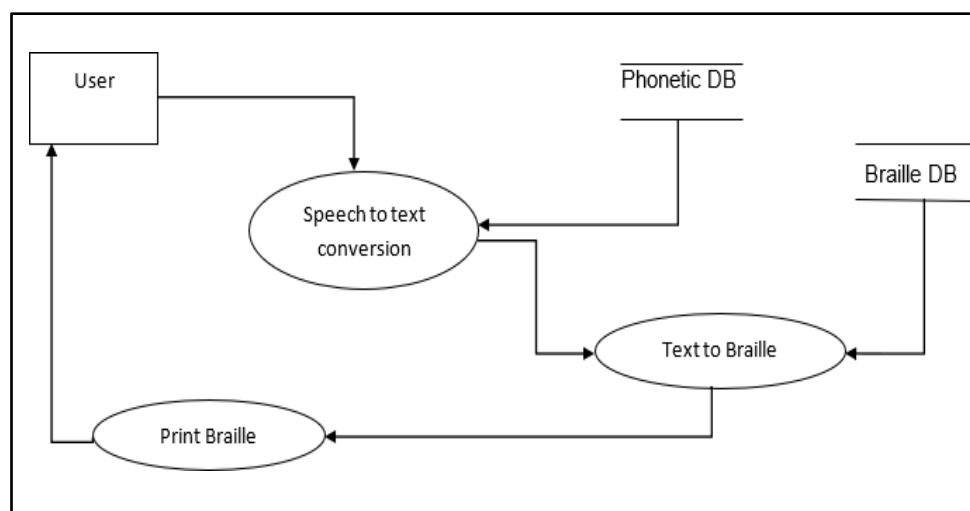 User
Phonetic DB
Braille DB
Speech to text
conversion
Text to Braille
Print Braille